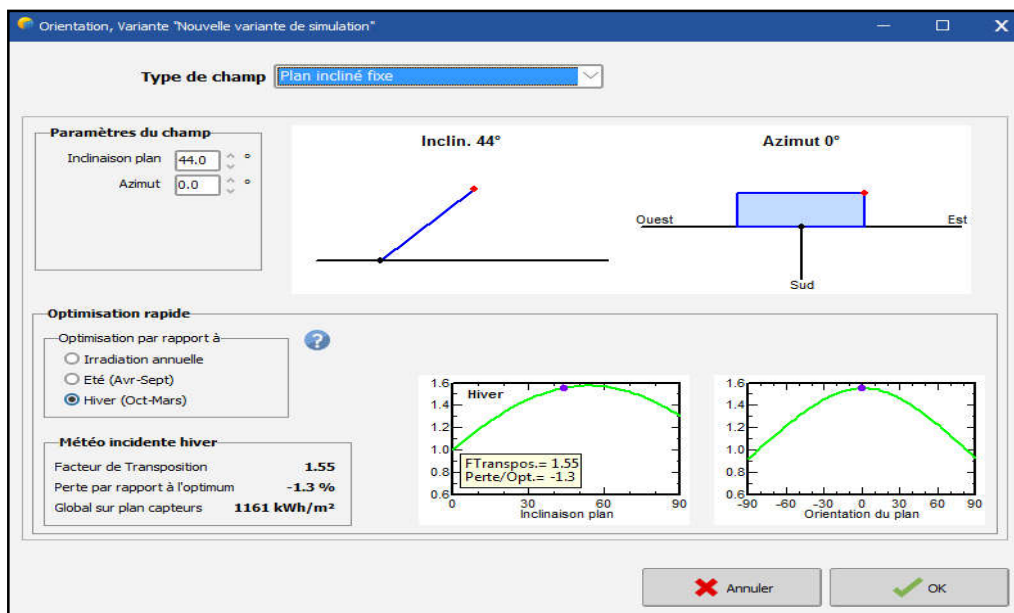 Orientation, Variante "Nouvelle variante de simulation"
Type de champ Plan incliné fixe
Paramètres du champ
Inclinaison plan 44.0 °
Azimut 0.0 °
Inclin. 44°
Azimut 0°
Ouest
Est
Sud
Optimisation rapide
Optimisation par rapport à
Irradiation annuelle
Eté (Avr-Sept)
Hiver (Oct-Mars)
?
Météo incidente hiver
Facteur de Transposition 1.55
Perte par rapport à l'optimum -1.3 %
Global sur plan capteurs 1161 kWh/m²
1.6
1.4
1.2
1.0
0.8
0.6
Hiver
FTranspos.= 1.55
Perte/Opt.= -1.3
0 30 60 90
Inclinaison plan
1.6
1.4
1.2
1.0
0.8
0.6
-90 -60 -30 0 30 60 90
Orientation du plan
Annuler
OK